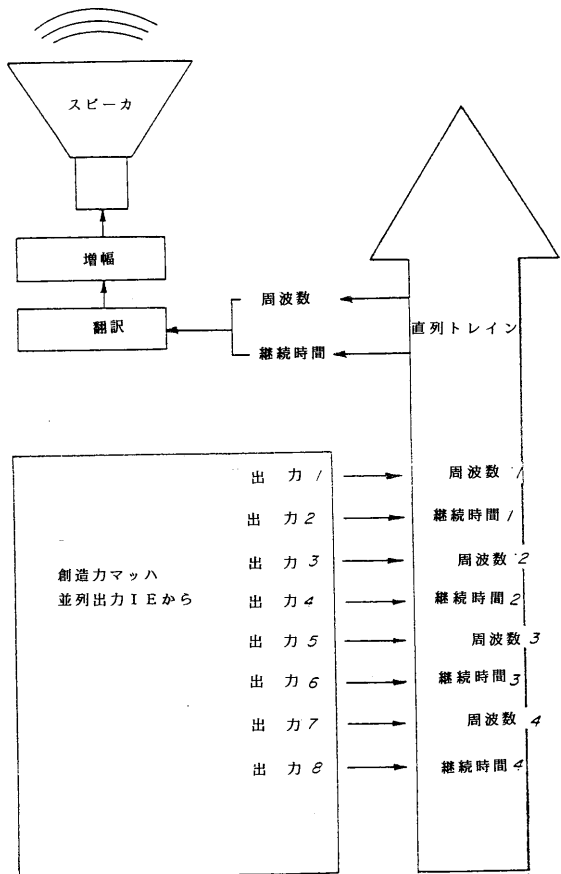 スピーカ
増幅
翻訳
周波数
継続時間
直列トレイン
創造力マッハ
並列出力IEから
出力1
出力2
出力3
出力4
出力5
出力6
出力7
出力8
周波数1
継続時間1
周波数2
継続時間2
周波数3
継続時間3
周波数4
継続時間4